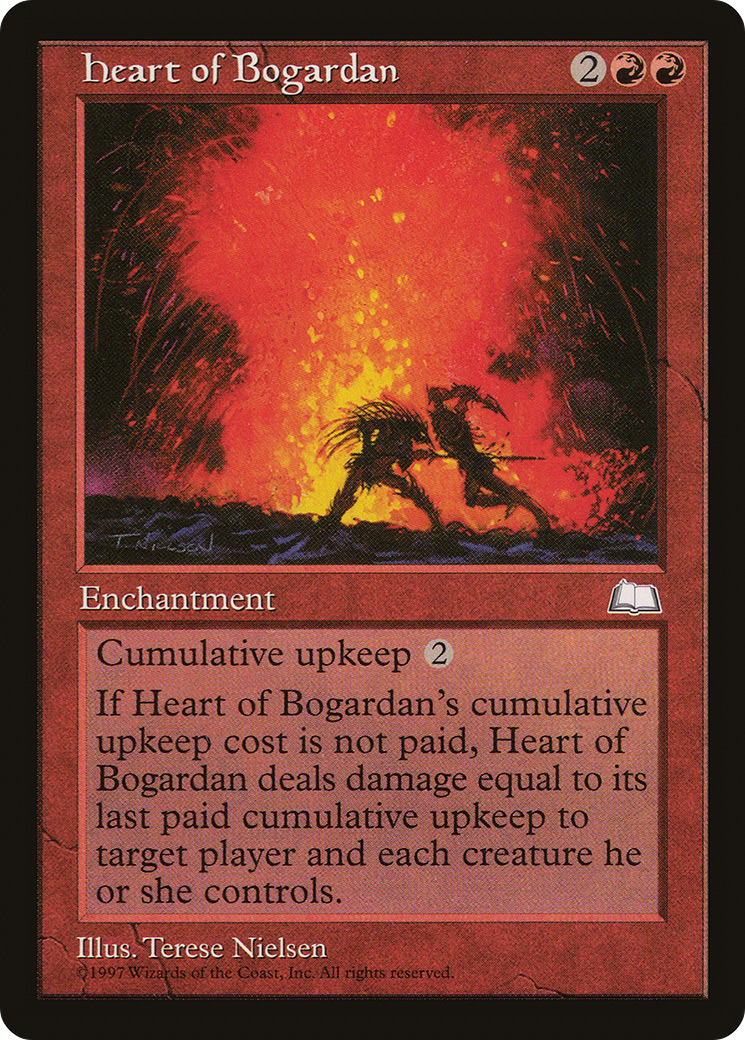 Heart of Bogardan 2
T. NIELSEN
Enchantment
Cumulative upkeep 2
If Heart of Bogardan's cumulative
upkeep cost is not paid, Heart of
Bogardan deals damage equal to its
last paid cumulative upkeep to
target player and each creature he
or she controls.
Illus. Terese Nielsen
©1997 Wizards of the Coast, Inc. All rights reserved.